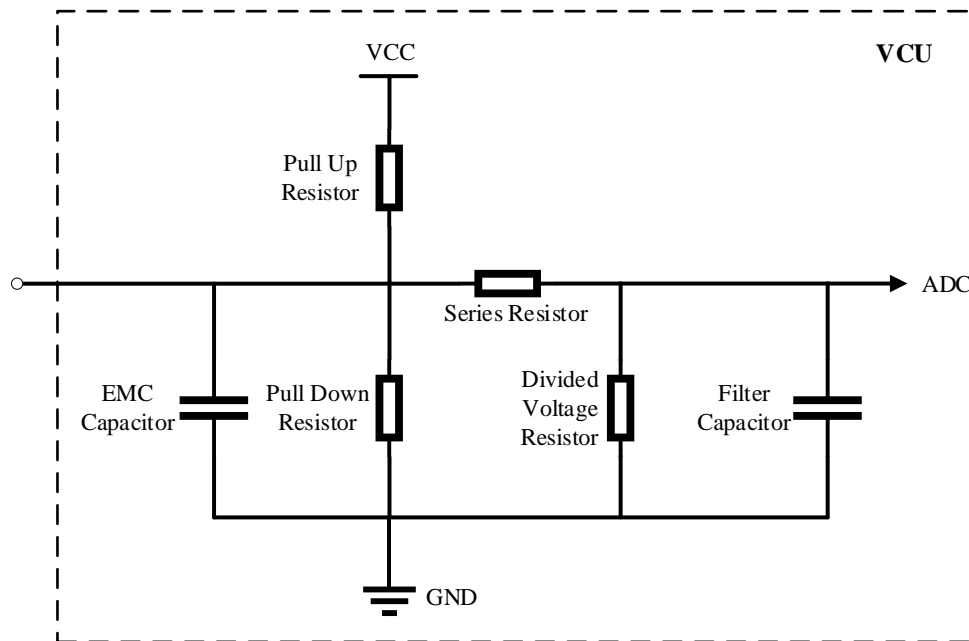 VCC
VCU
Pull Up
Resistor
ADC
Series Resistor
EMC
Capacitor
Pull Down
Resistor
Divided
Voltage
Resistor
Filter
Capacitor
GND